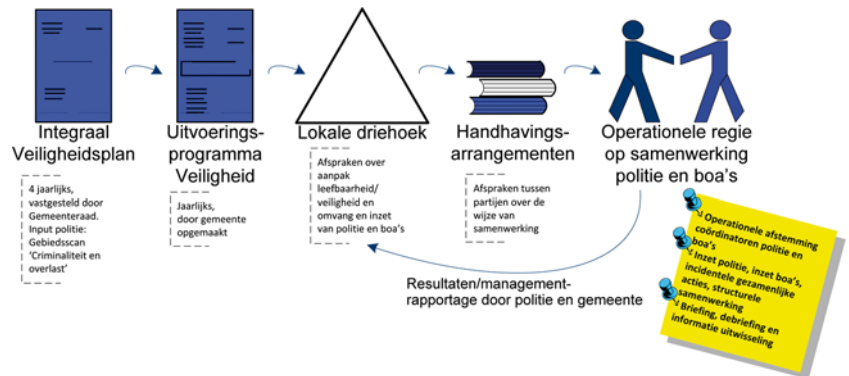 Integraal
Veiligheidsplan
4 jaarlijks,
vastgesteld door
Gemeenteraad.
Input politie:
Gebiedsscan
‘Criminaliteit en
overlast’
Uitvoerings-
programma
Veiligheid
Jaarlijks,
door gemeente
opgemaakt
Lokale driehoek
Afspraken over
aanpak
leefbaarheid/
veiligheid en
omvang en inzet
van politie en boa’s
Handhavings-
arrangementen
Afspraken tussen
partijen over de
wijze van
samenwerking
Operationele regie
op samenwerking
politie en boa’s
Operationele afstemming
coördinatoren politie en
boa’s
Inzet politie, inzet boa’s,
incidentele gezamenlijke
acties, structurele
samenwerking
Briefing, debriefing en
informatie uitwisseling
Resultaten/management-
rapportage door politie en gemeente